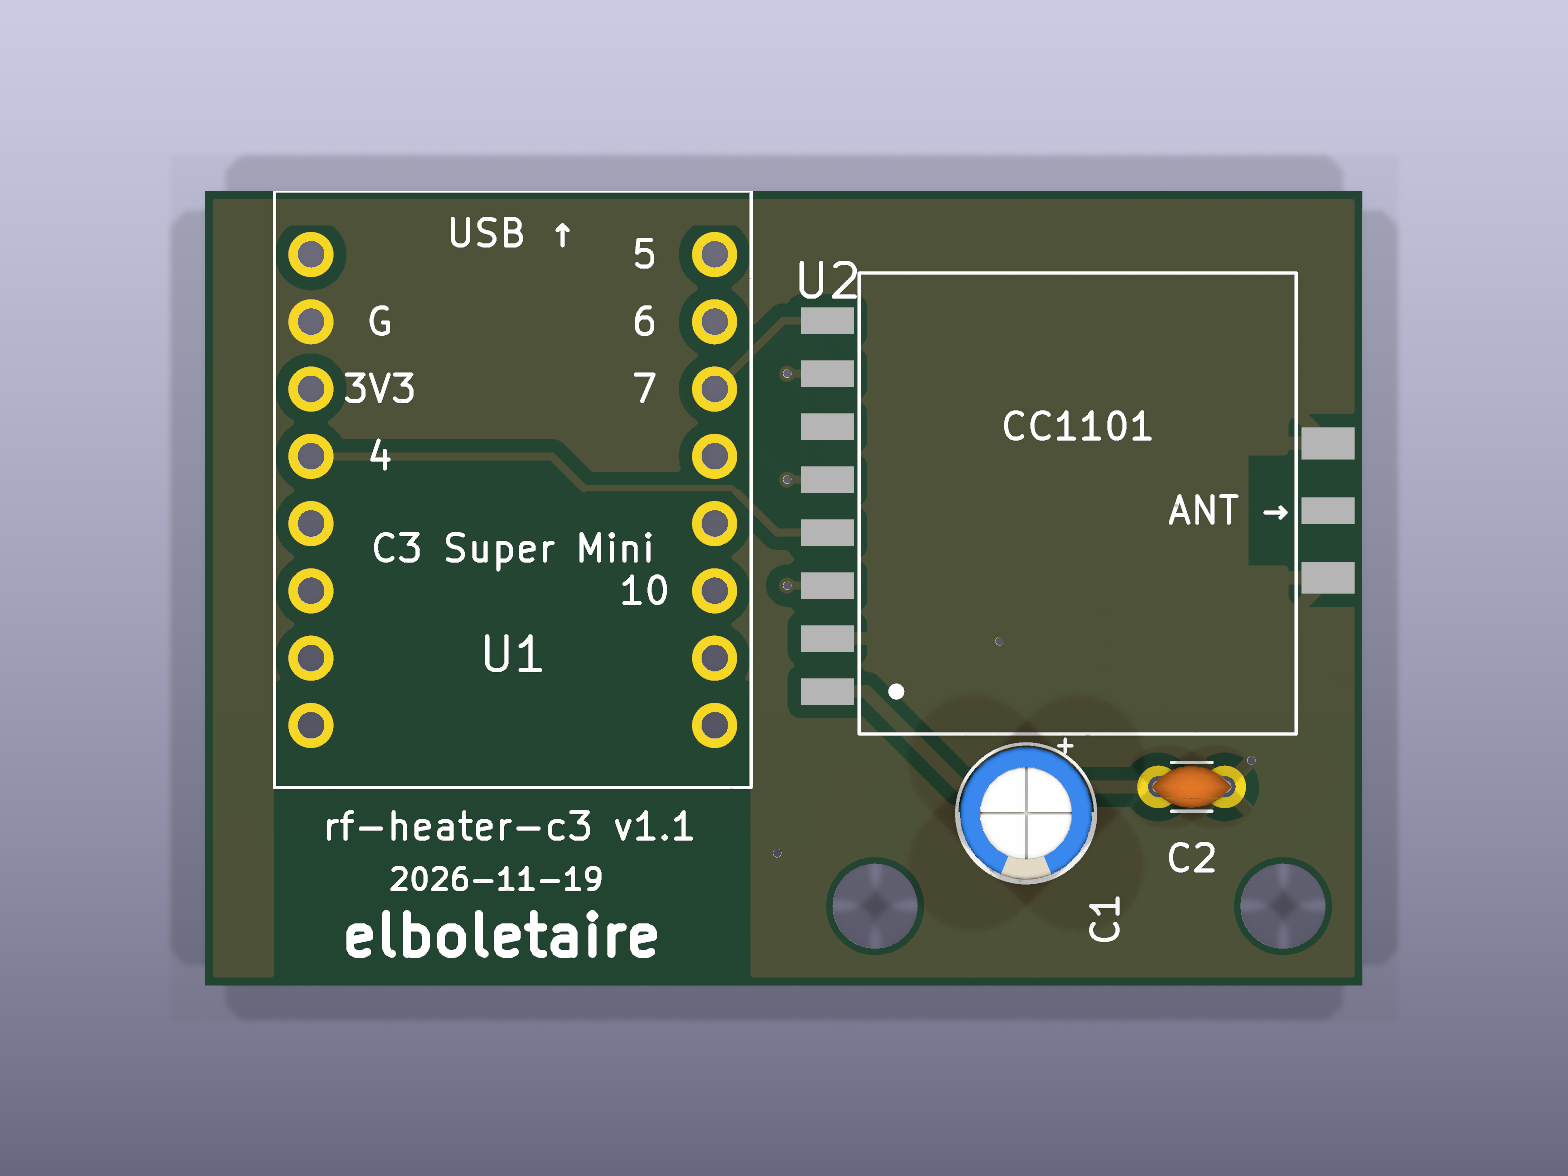 USB ↑
5
G
6
3V3
7
4
C3 Super Mini
10
U1
rf-heater-c3 v1.1
2026-11-19
elboletaire
U2
CC1101
ANT →
+
C2
C1